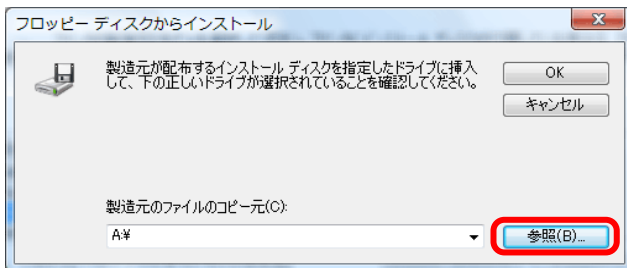 フロッピー ディスクからインストール
製造元が配布するインストール ディスクを指定したドライブに挿入
して、下の正しいドライブが選択されていることを確認してください。
OK
キャンセル
製造元のファイルのコピー元(C):
A:¥
参照(B)...